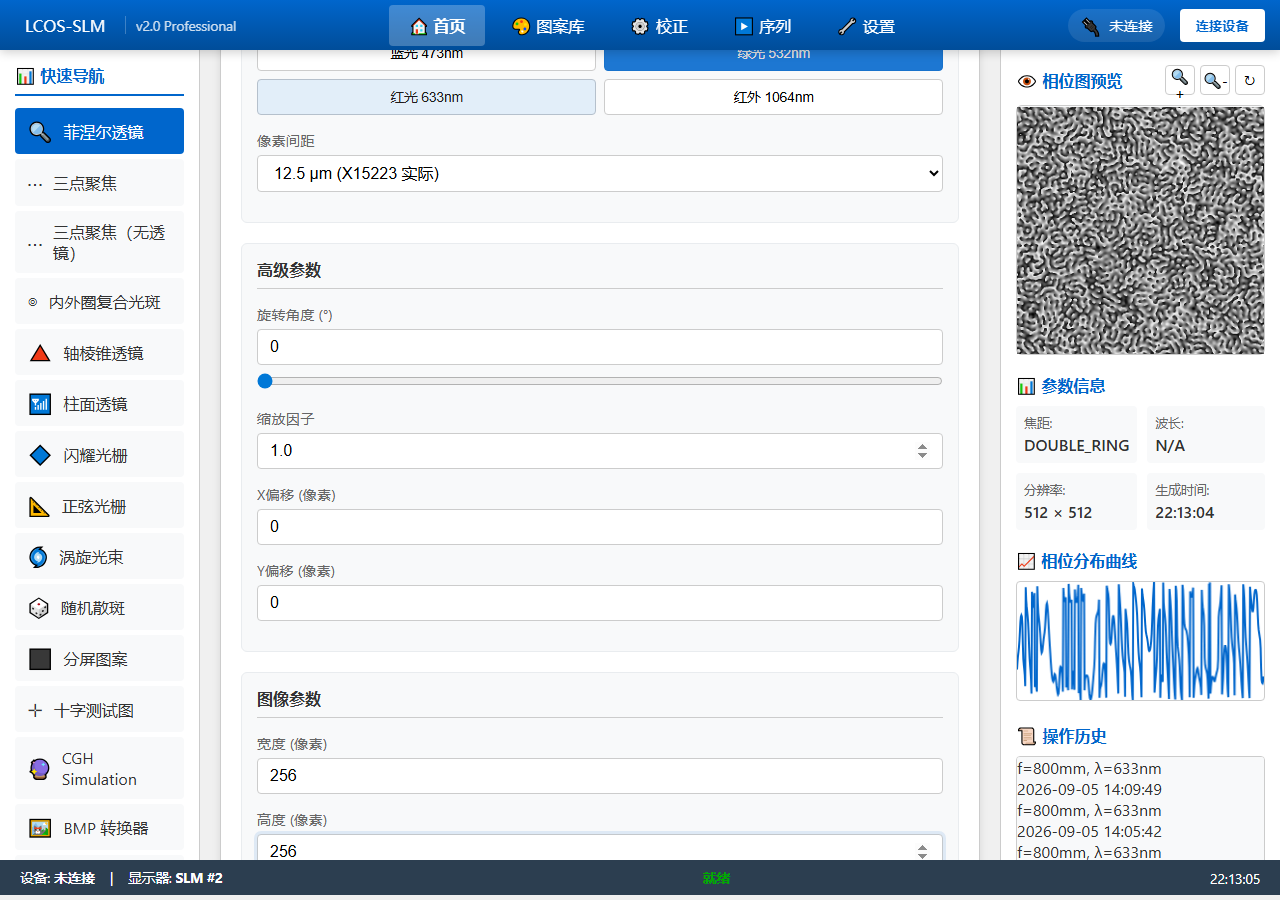 LCOS-SLM
v2.0 Professional
首页
图案库
校正
序列
设置
未连接
连接设备
快速导航
菲涅尔透镜
三点聚焦
三点聚焦（无透
镜）
内外圈复合光斑
轴棱锥透镜
柱面透镜
闪耀光栅
正弦光栅
涡旋光束
随机散斑
分屏图案
十字测试图
CGH
Simulation
BMP 转换器
蓝光 473nm
绿光 532nm
红光 633nm
红外 1064nm
像素间距
12.5 μm (X15223 实际)
高级参数
旋转角度 (°)
0
缩放因子
1.0
X偏移 (像素)
0
Y偏移 (像素)
0
图像参数
宽度 (像素)
256
高度 (像素)
256
相位图预览
+
-
↻
参数信息
焦距:
DOUBLE_RING
波长:
N/A
分辨率:
512 × 512
生成时间:
22:13:04
相位分布曲线
操作历史
f=800mm, λ=633nm
2026-09-05 14:09:49
f=800mm, λ=633nm
2026-09-05 14:05:42
f=800mm, λ=633nm
设备: 未连接 | 显示器: SLM #2
就绪
22:13:05